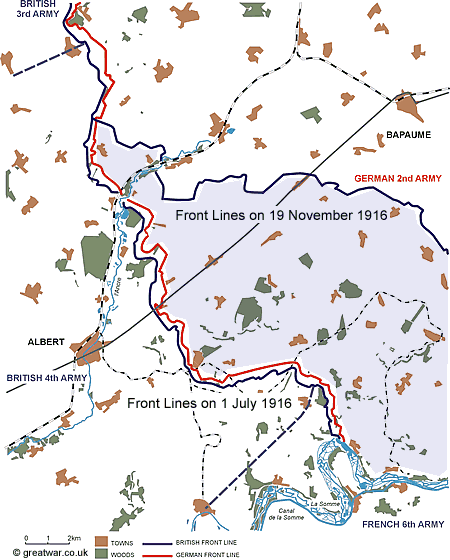 BRITISH
3rd ARMY
BAPAUME
GERMAN 2nd ARMY
Front Lines on 19 November 1916
l'Ancre
ALBERT
BRITISH 4th ARMY
Front Lines on 1 July 1916
La Somme
Canal
de la Somme
FRENCH 6th ARMY
0 1 2km
TOWNS
BRITISH FRONT LINE
© greatwar.co.uk
WOODS
GERMAN FRONT LINE